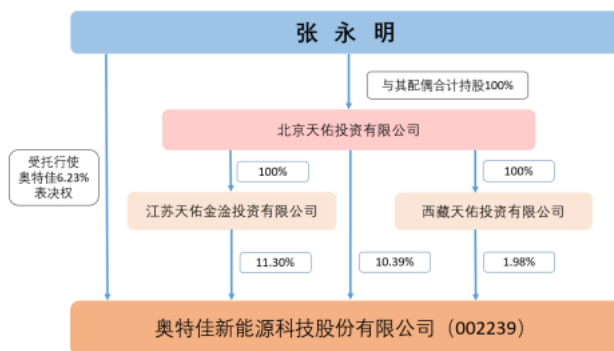 张 永 明
与其配偶合计持股100%
北京天佑投资有限公司
受托行使
奥特佳6.23%
表决权
100%
100%
江苏天佑金淦投资有限公司
西藏天佑投资有限公司
11.30%
10.39%
1.98%
奥特佳新能源科技股份有限公司（002239）